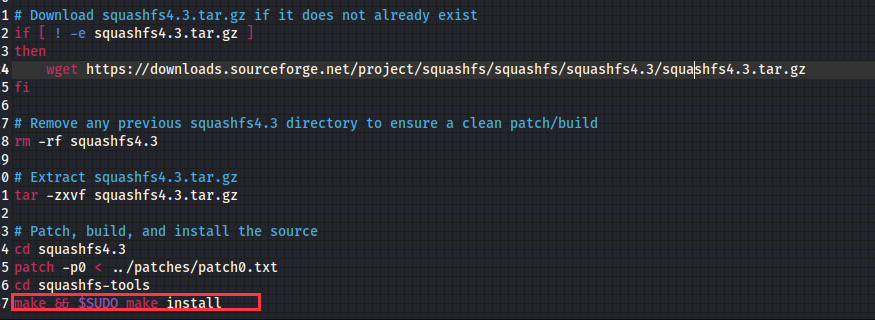 1 # Download squashfs4.3.tar.gz if it does not already exist
2 if [ ! -e squashfs4.3.tar.gz ]
3 then
4 wget https://downloads.sourceforge.net/project/squashfs/squashfs/squashfs4.3/squashfs4.3.tar.gz
5 fi
6
7 # Remove any previous squashfs4.3 directory to ensure a clean patch/build
8 rm -rf squashfs4.3
9
0 # Extract squashfs4.3.tar.gz
1 tar -zxvf squashfs4.3.tar.gz
2
3 # Patch, build, and install the source
4 cd squashfs4.3
5 patch -p0 < ../patches/patch0.txt
6 cd squashfs-tools
7 make && $SUDO make install